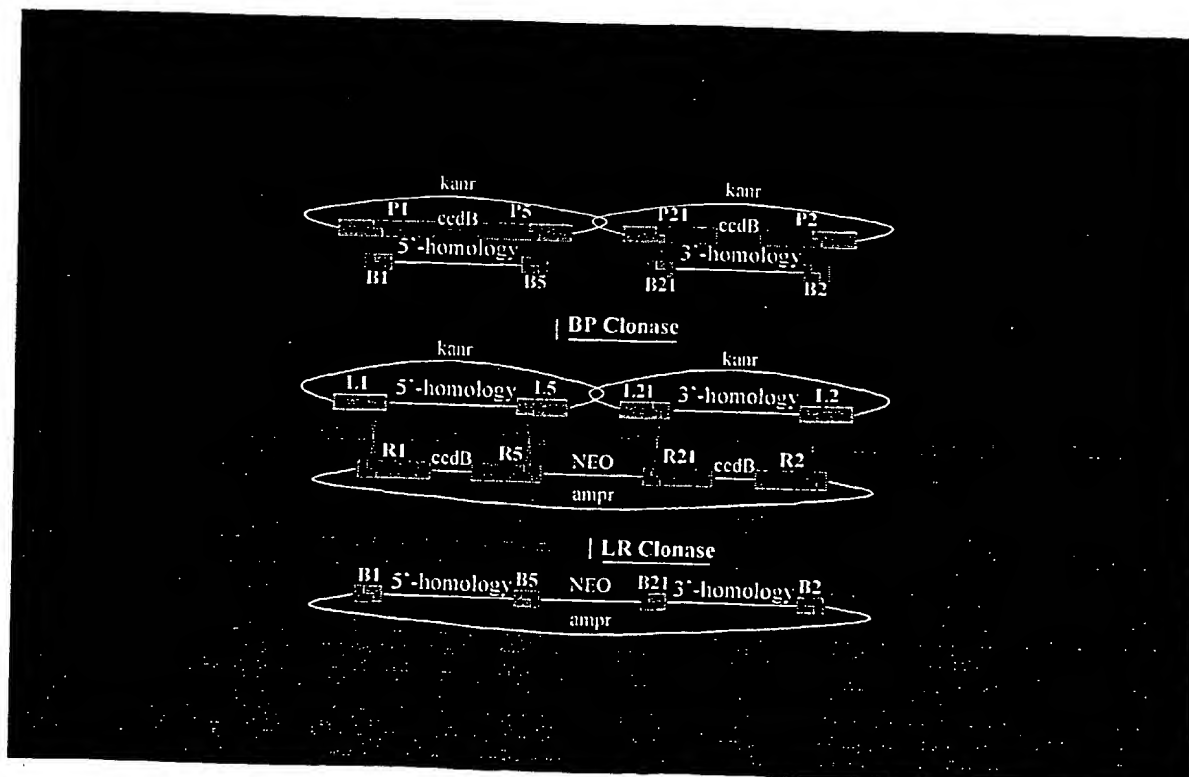 kanr kanr
P1 ccdB P5 P21 ccdB P2
5'-homology 3'-homology
B1 B5 B21 B2
BP Clonase
kanr kanr
L1 5'-homology L5 L21 3'-homology L2
R1 ccdB R5 NEO R21 ccdB R2
ampr
LR Clonase
B1 5'-homology B5 NEO B21 3'-homology B2
ampr